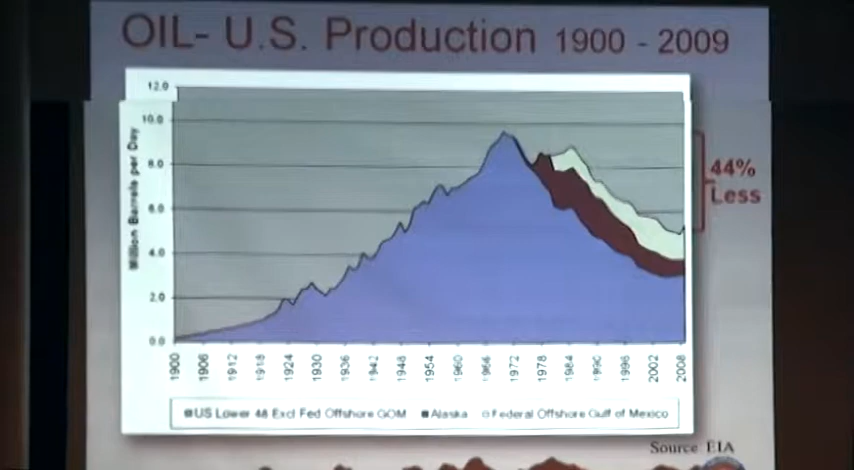 OIL- U.S. Production 1900 - 2009
12.0
10.0
8.0
6.0
4.0
2.0
0.0
Million Barrels per Day
44%
Less
1900 1906 1912 1918 1924 1930 1936 1942 1948 1954 1960 1966 1972 1978 1984 1990 1996 2002 2008
US Lower 48 Excl Fed Offshore GOM Alaska Federal Offshore Gulf of Mexico
Source EIA